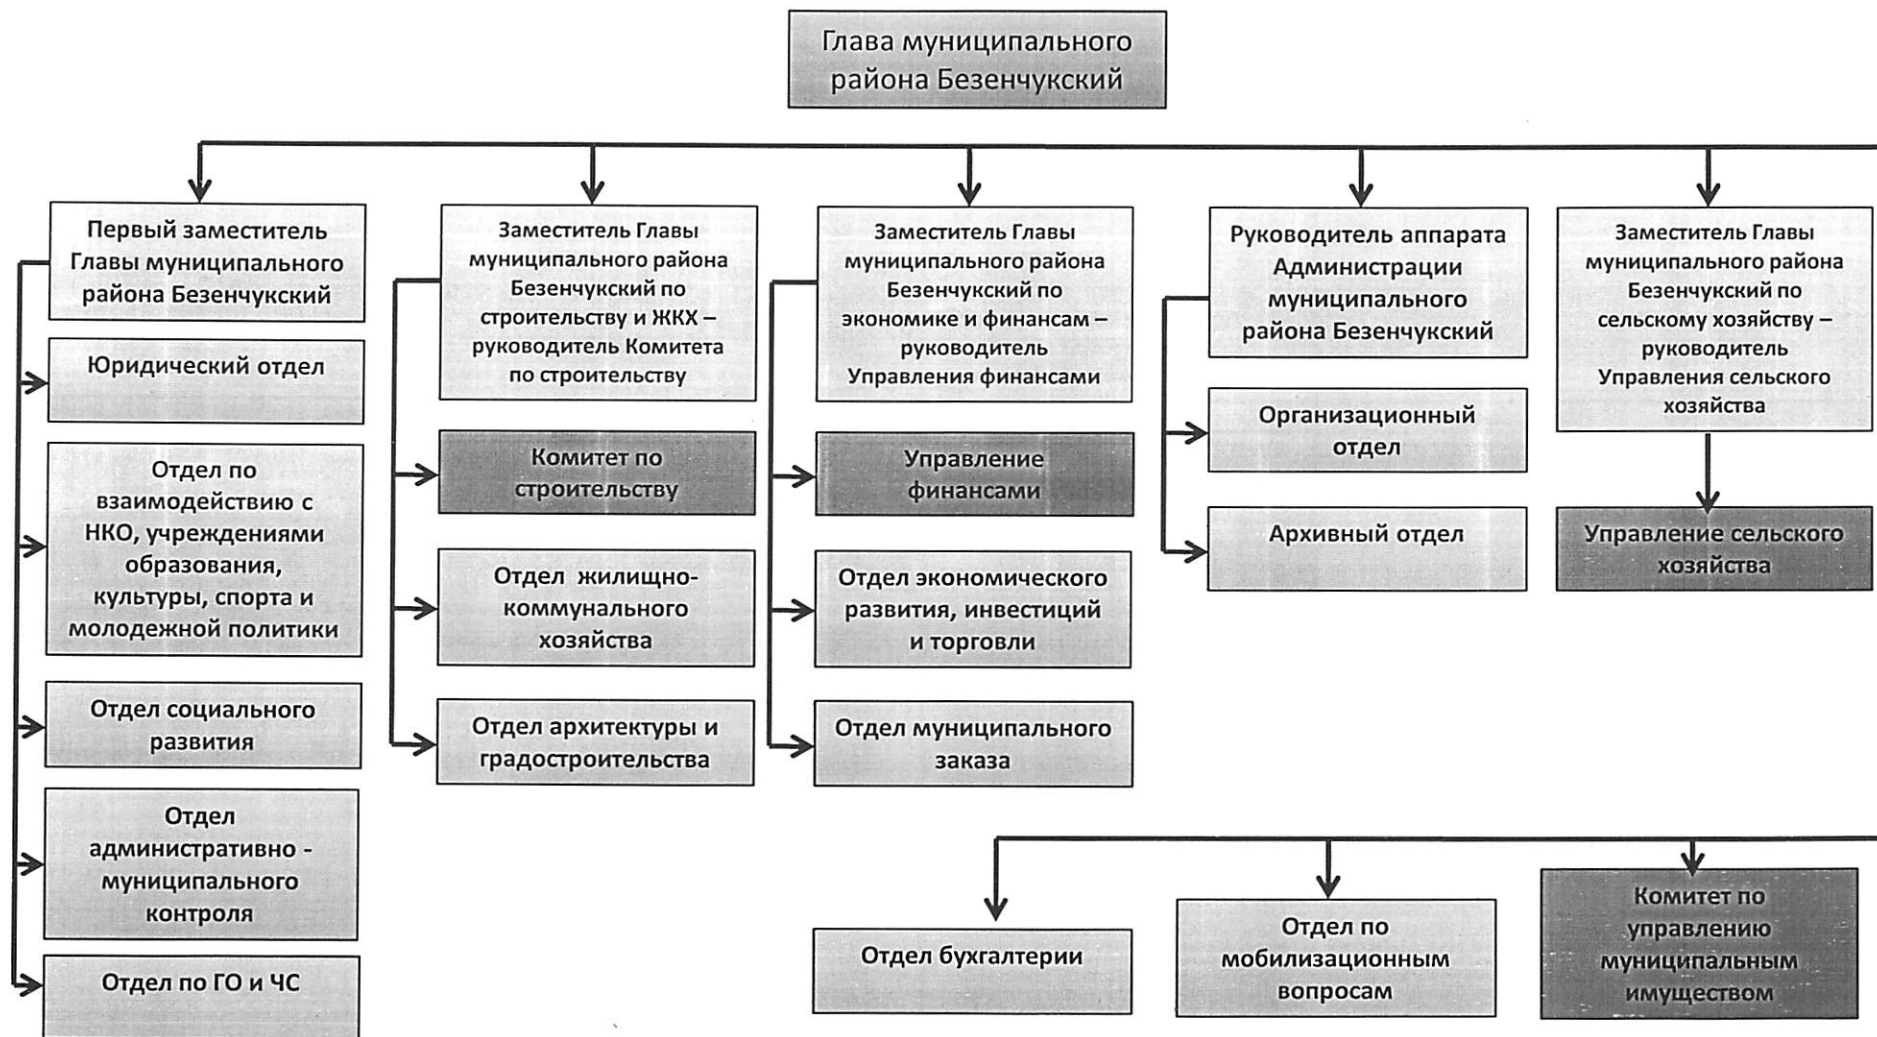 Глава муниципального
района Безенчукский
Первый заместитель
Главы муниципального
района Безенчукский
Юридический отдел
Отдел по
взаимодействию с
НКО, учреждениями
образования,
культуры, спорта и
молодежной политики
Отдел социального
развития
Отдел
административно -
муниципального
контроля
Отдел по ГО и ЧС
Заместитель Главы
муниципального района
Безенчукский по
строительству и ЖКХ –
руководитель Комитета
по строительству
Комитет по
строительству
Отдел жилищно-
коммунального
хозяйства
Отдел архитектуры и
градостроительства
Заместитель Главы
муниципального района
Безенчукский по
экономике и финансам –
руководитель
Управления финансами
Управление
финансами
Отдел экономического
развития, инвестиций
и торговли
Отдел муниципального
заказа
Руководитель аппарата
Администрации
муниципального
района Безенчукский
Организационный
отдел
Архивный отдел
Заместитель Главы
муниципального района
Безенчукский по
сельскому хозяйству –
руководитель
Управления сельского
хозяйства
Управление сельского
хозяйства
Отдел бухгалтерии
Отдел по
мобилизационным
вопросам
Комитет по
управлению
муниципальным
имуществом